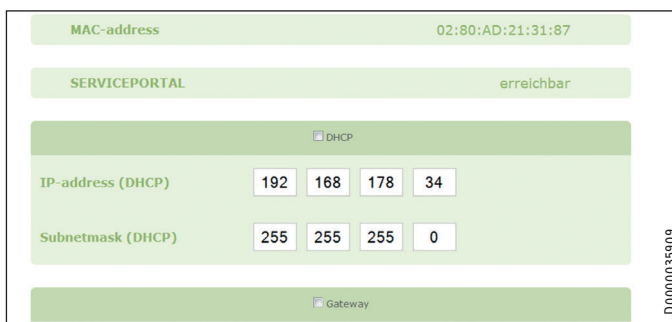 MAC-address 02:80:AD:21:31:87
SERVICEPORTAL erreichbar
DHCP
IP-address (DHCP) 192 168 178 34
Subnetmask (DHCP) 255 255 255 0
Gateway
D0000035909